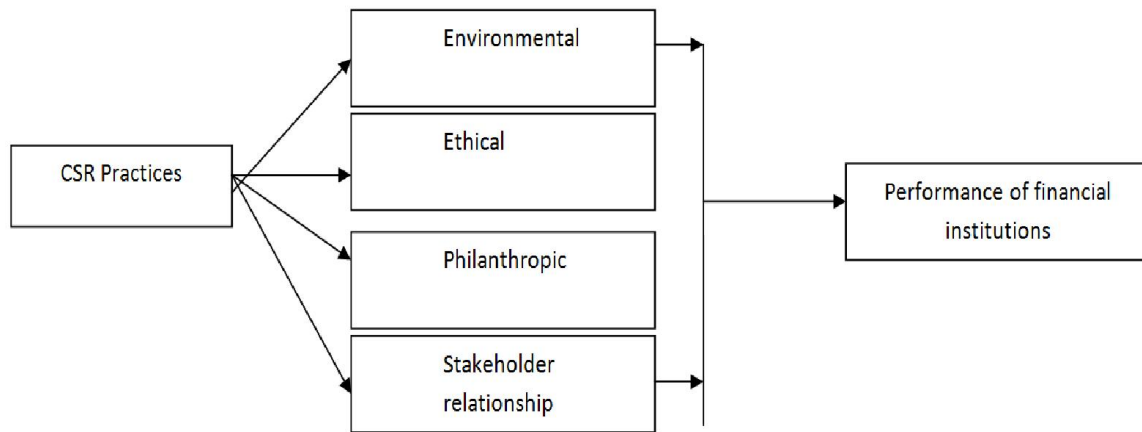 Environmental
Ethical
CSR Practices
Performance of financial
institutions
Philanthropic
Stakeholder
relationship